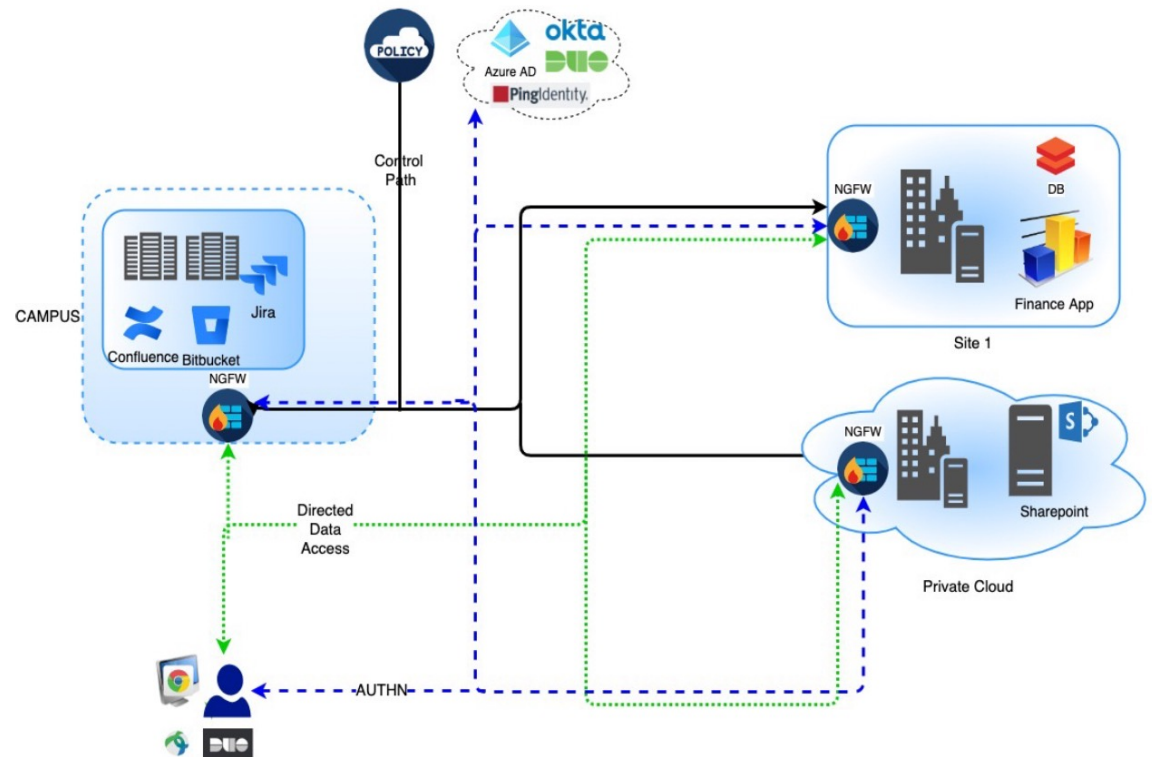 POLICY
okta
Azure AD
DUO
PingIdentity.
Control
Path
NGFW
DB
Finance App
Site 1
CAMPUS
Jira
Confluence
Bitbucket
NGFW
NGFW
S
Sharepoint
Private Cloud
Directed
Data
Access
AUTHN
DUO